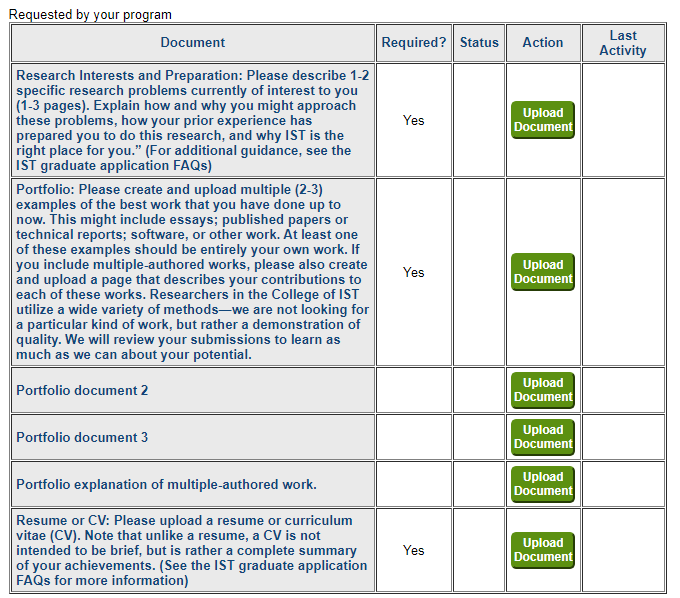 Requested by your program
Document
Required?
Status
Action
Last
Activity
Research Interests and Preparation: Please describe 1-2
specific research problems currently of interest to you
(1-3 pages). Explain how and why you might approach
these problems, how your prior experience has
prepared you to do this research, and why IST is the
right place for you.” (For additional guidance, see the
IST graduate application FAQs)
Yes
Upload
Document
Portfolio: Please create and upload multiple (2-3)
examples of the best work that you have done up to
now. This might include essays; published papers or
technical reports; software, or other work. At least one
of these examples should be entirely your own work. If
you include multiple-authored works, please also create
and upload a page that describes your contributions to
each of these works. Researchers in the College of IST
utilize a wide variety of methods—we are not looking for
a particular kind of work, but rather a demonstration of
quality. We will review your submissions to learn as
much as we can about your potential.
Yes
Upload
Document
Portfolio document 2
Upload
Document
Portfolio document 3
Upload
Document
Portfolio explanation of multiple-authored work.
Upload
Document
Resume or CV: Please upload a resume or curriculum
vitae (CV). Note that unlike a resume, a CV is not
intended to be brief, but is rather a complete summary
of your achievements. (See the IST graduate application
FAQs for more information)
Yes
Upload
Document